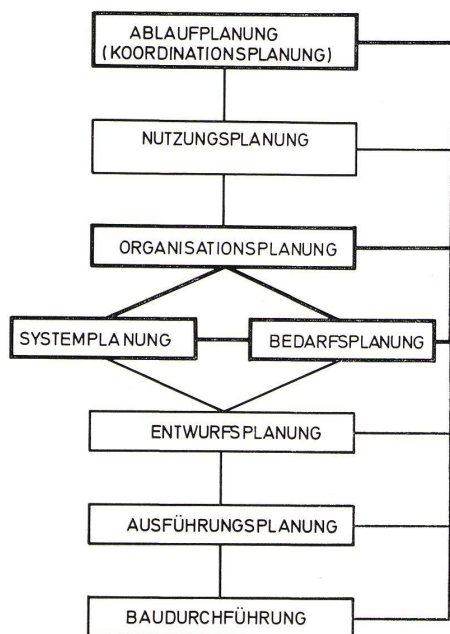 ABLAUFPLANUNG
(KOORDINATIONSPLANUNG)
NUTZUNGSPLANUNG
ORGANISATIONSPLANUNG
SYSTEMPLANUNG
BEDARFSPLANUNG
ENTWURFSPLANUNG
AUSFÜHRUNGSPLANUNG
BAUDURCHFÜHRUNG